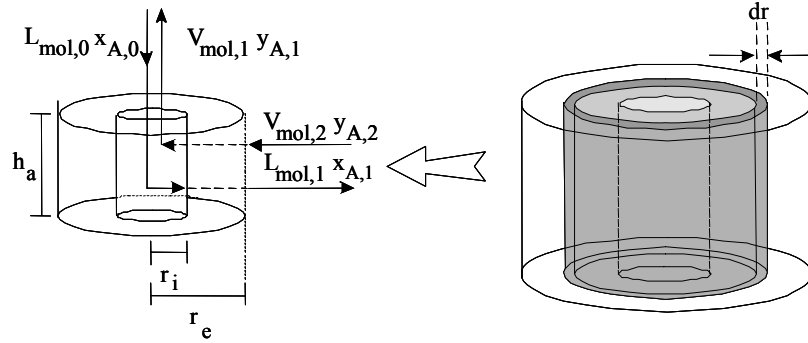 L_mol,0 x_A,0 V_mol,1 y_A,1
dr
V_mol,2 y_A,2
L_mol,1 x_A,1
h_a
r_i
r_e